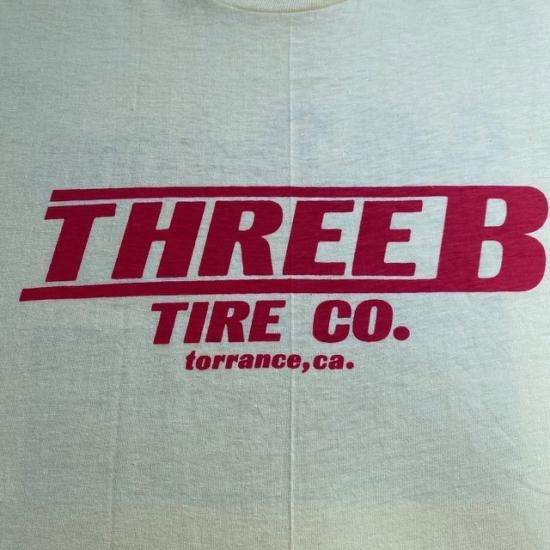 THREE B
TIRE CO.
torrance, ca.